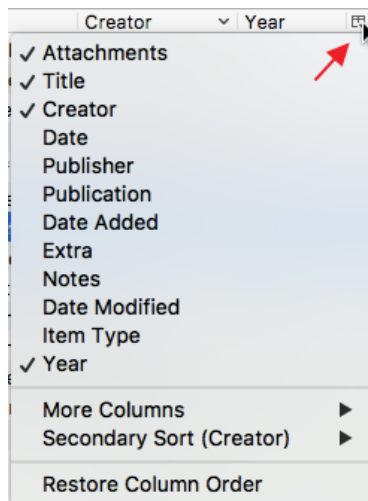 Creator Year
Attachments
Title
Creator
Date
Publisher
Publication
Date Added
Extra
Notes
Date Modified
Item Type
Year
More Columns
Secondary Sort (Creator)
Restore Column Order